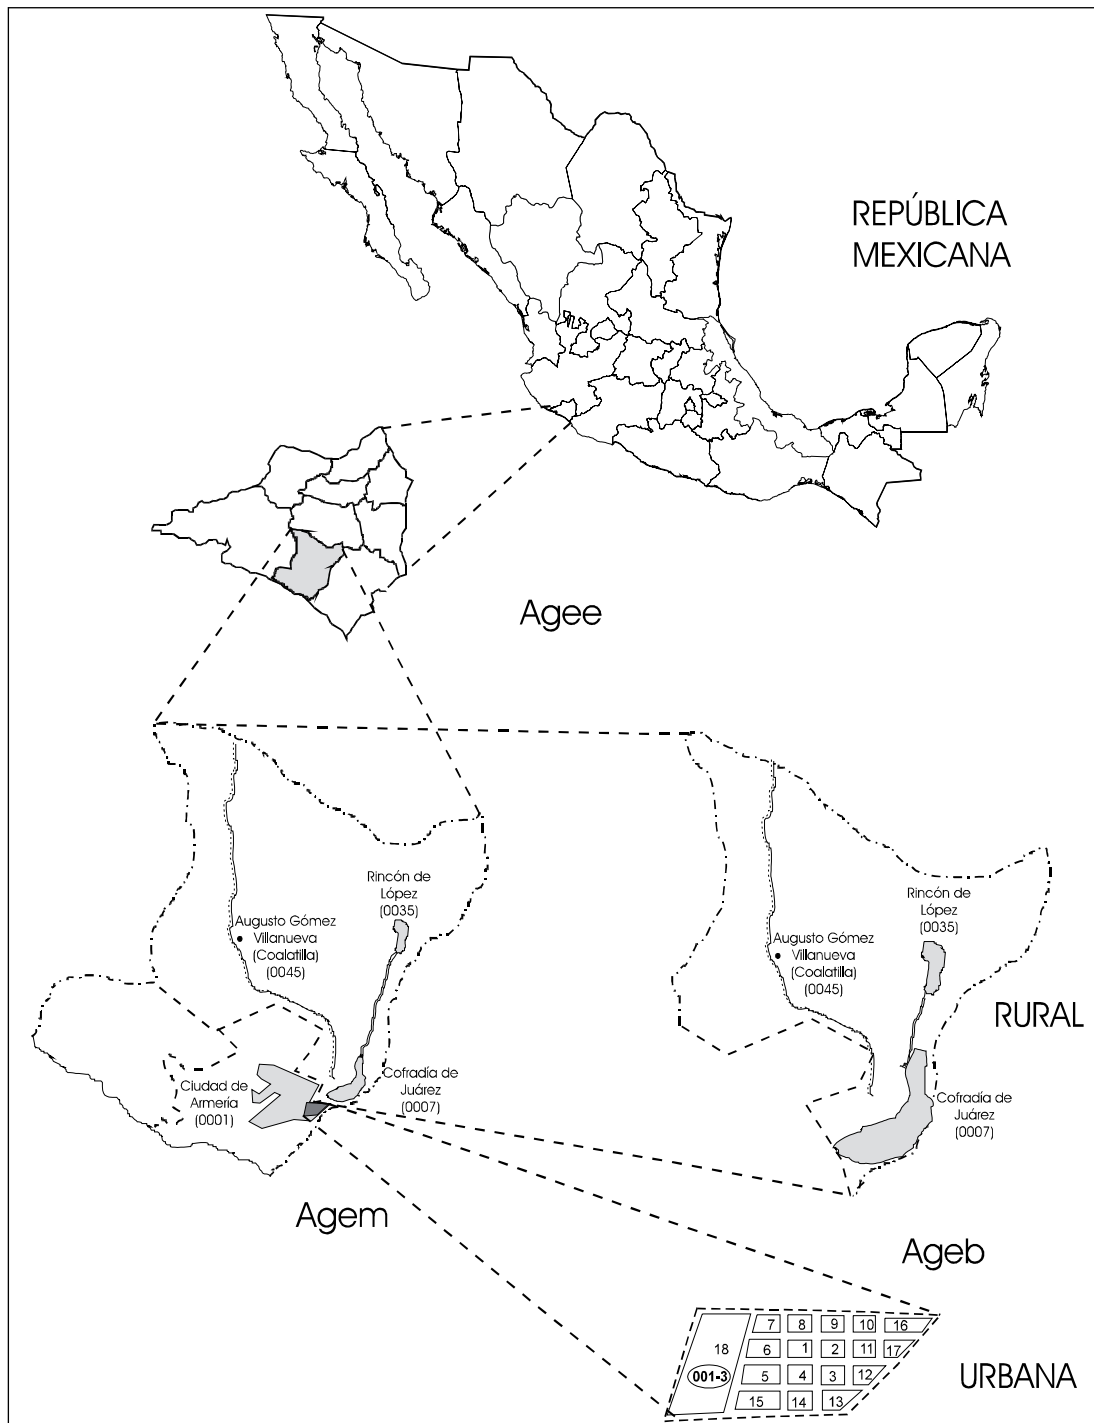 REPÚBLICA
MEXICANA
Agee
Rincón de
López
(0035)
Augusto Gómez
Villanueva
(Coalatilla)
(0045)
Ciudad de
Armería
(0001)
Cofradía de
Juárez
(0007)
Agem
Rincón de
López
(0035)
Augusto Gómez
Villanueva
(Coalatilla)
(0045)
RURAL
Cofradía de
Juárez
(0007)
Ageb
7 8 9 10 16
18 6 1 2 11 17
001-3 5 4 3 12
15 14 13
URBANA